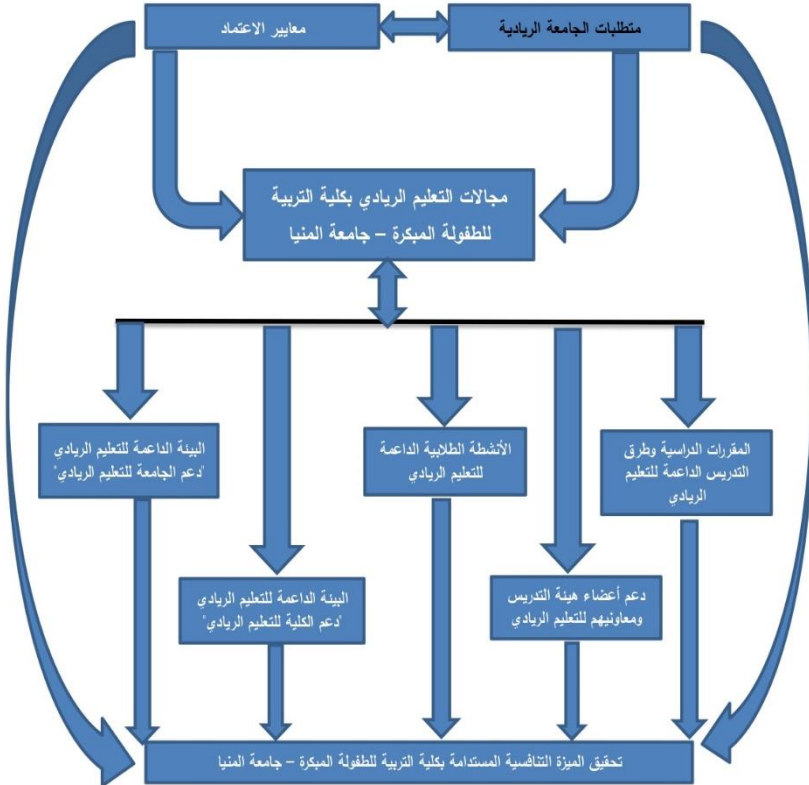 متطلبات الجامعة الريادية
معايير الاعتماد
مجالات التعليم الريادي بكلية التربية
للطفولة المبكرة – جامعة المنيا
المقررات الدراسية وطرق
التدريس الداعمة للتعليم
الريادي
الأنشطة الطلابية الداعمة
للتعليم الريادي
البيئة الداعمة للتعليم الريادي
"دعم الجامعة للتعليم الريادي"
دعم أعضاء هيئة التدريس
ومعاونيهم للتعليم الريادي
البيئة الداعمة للتعليم الريادي
"دعم الكلية للتعليم الريادي"
تحقيق الميزة التنافسية المستدامة بكلية التربية للطفولة المبكرة – جامعة المنيا